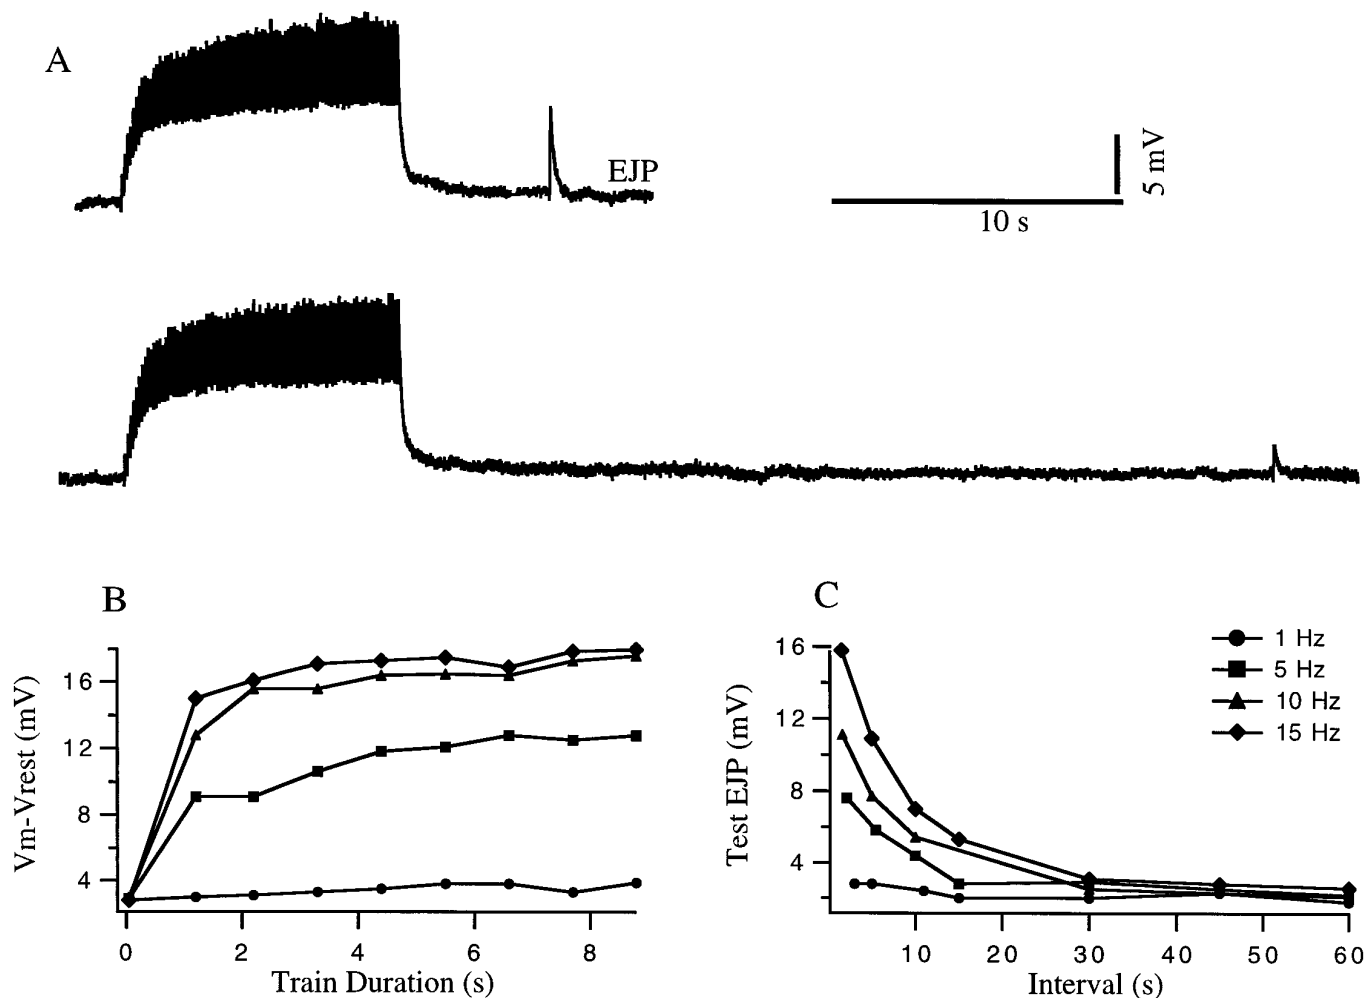 A
EJP
5 mV
10 s
B
16
12
8
4
Vm-Vrest (mV)
0 2 4 6 8
Train Duration (s)
C
1 Hz
5 Hz
10 Hz
15 Hz
16
12
8
4
Test EJP (mV)
10 20 30 40 50 60
Interval (s)